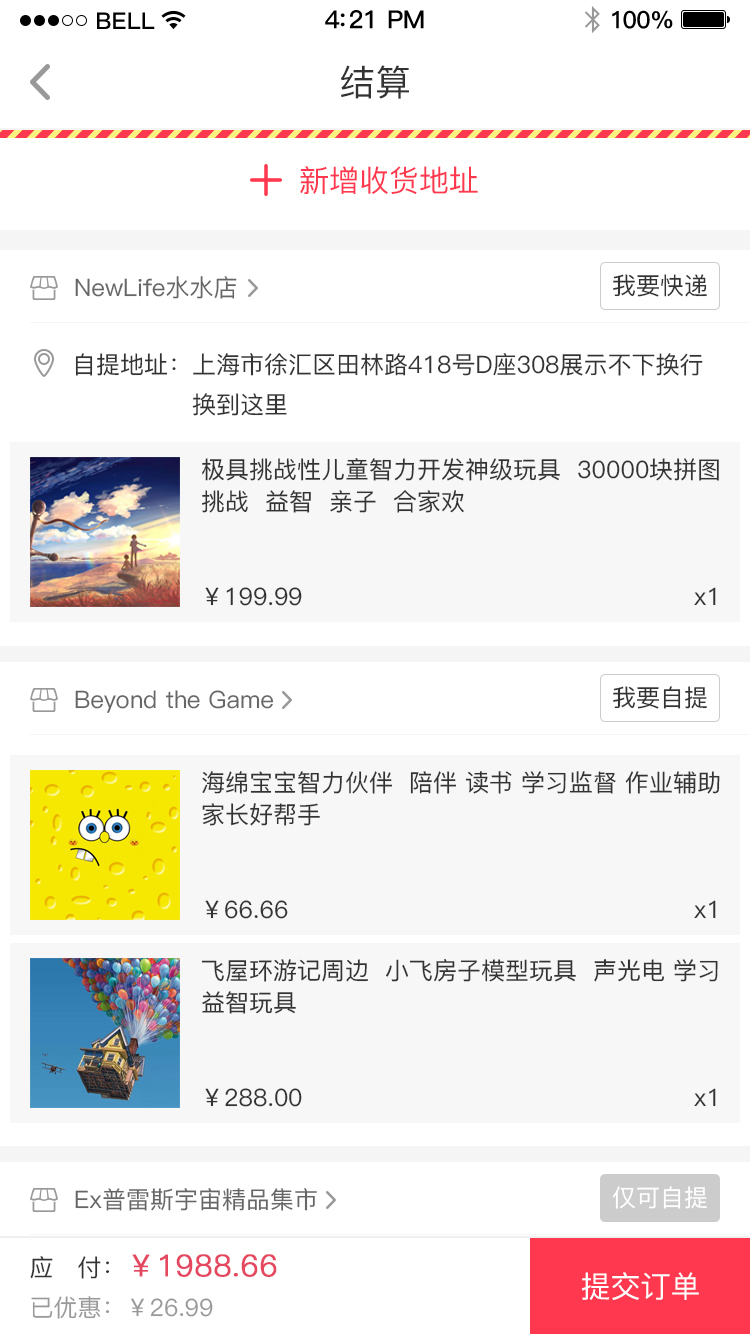 BELL 4:21 PM 100%
结算
新增收货地址
NewLife水水店 我要快递
自提地址： 上海市徐汇区田林路418号D座308展示不下换行
换到这里
极具挑战性儿童智力开发神级玩具 30000块拼图
挑战 益智 亲子 合家欢
￥199.99 x1
Beyond the Game 我要自提
海绵宝宝智力伙伴 陪伴 读书 学习监督 作业辅助
家长好帮手
￥66.66 x1
飞屋环游记周边 小飞房子模型玩具 声光电 学习
益智玩具
￥288.00 x1
Ex普雷斯宇宙精品集市 仅可自提
应 付： ￥1988.66
已优惠： ￥26.99
提交订单